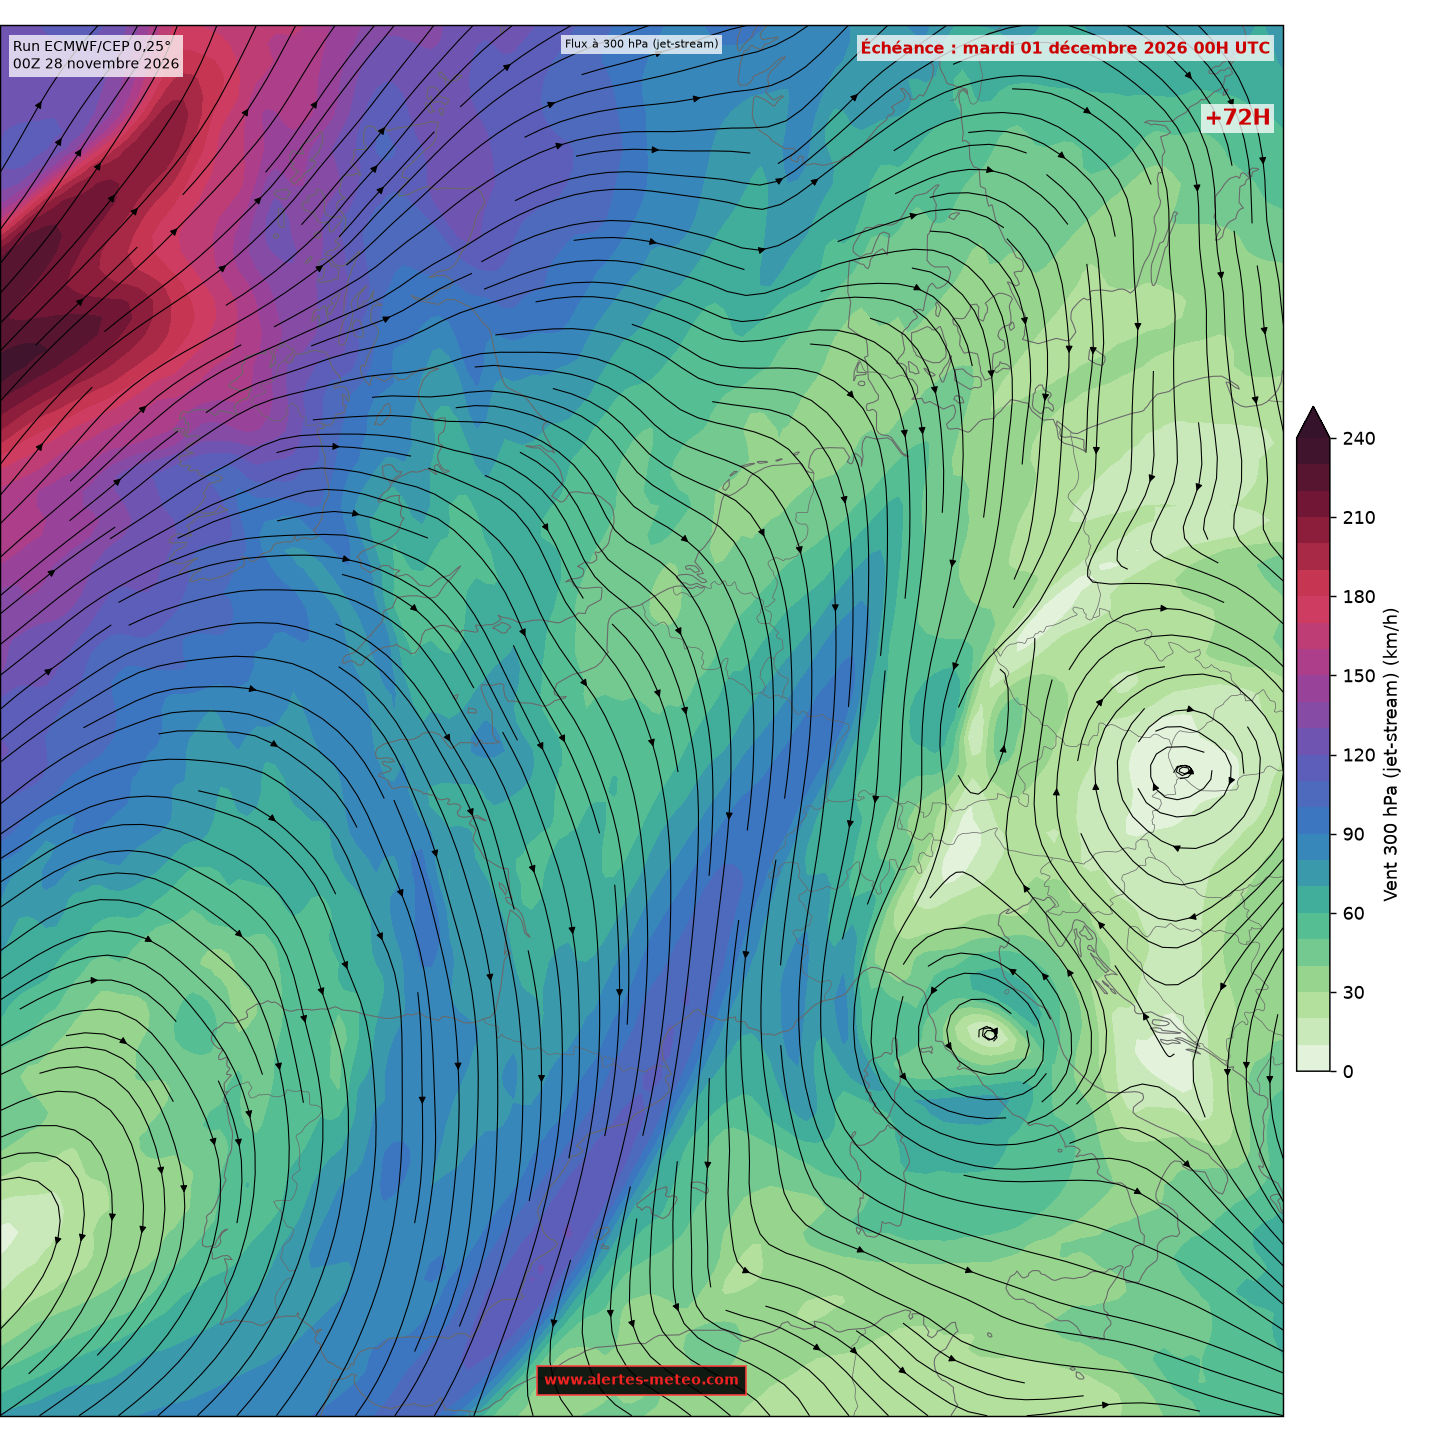 Run ECMWF/CEP 0,25°
00Z 28 novembre 2026
Flux à 300 hPa (jet-stream)
Échéance : mardi 01 décembre 2026 00H UTC
+72H
240
210
180
150
120
90
60
30
0
Vent 300 hPa (jet-stream) (km/h)
www.alertes-meteo.com